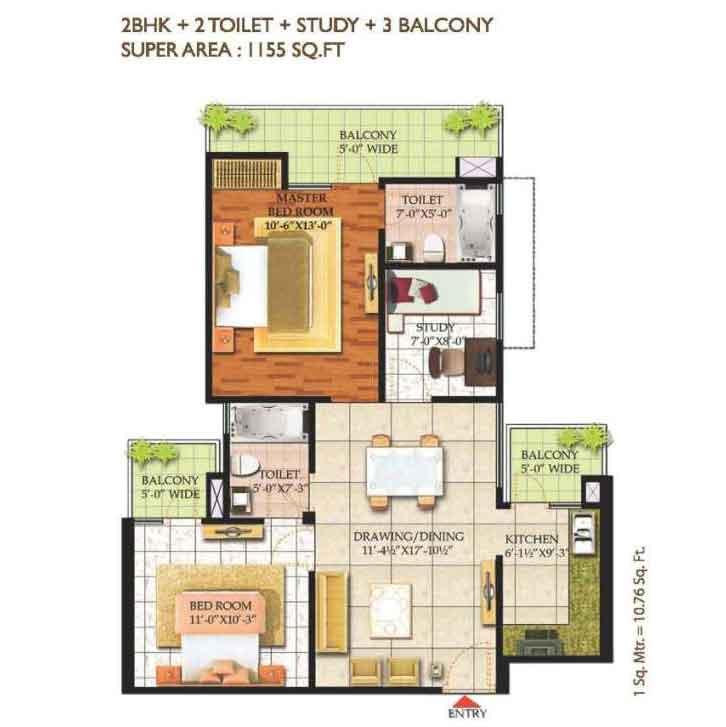 2BHK + 2 TOILET + STUDY + 3 BALCONY
SUPER AREA : 1155 SQ.FT
BALCONY
5'-0" WIDE
MASTER
BED ROOM
10'-6"X13'-0"
TOILET
7'-0"X5'-0"
STUDY
7'-0"X8'-0"
BALCONY
5'-0" WIDE
TOILET
5'-0"X7'-3"
BALCONY
5'-0" WIDE
DRAWING/DINING
11'-4½"X17'-10½"
KITCHEN
6'-1½"X9'-3"
BED ROOM
11'-0"X10'-3"
1 Sq. Mtr. = 10.76 Sq. Ft.
ENTRY